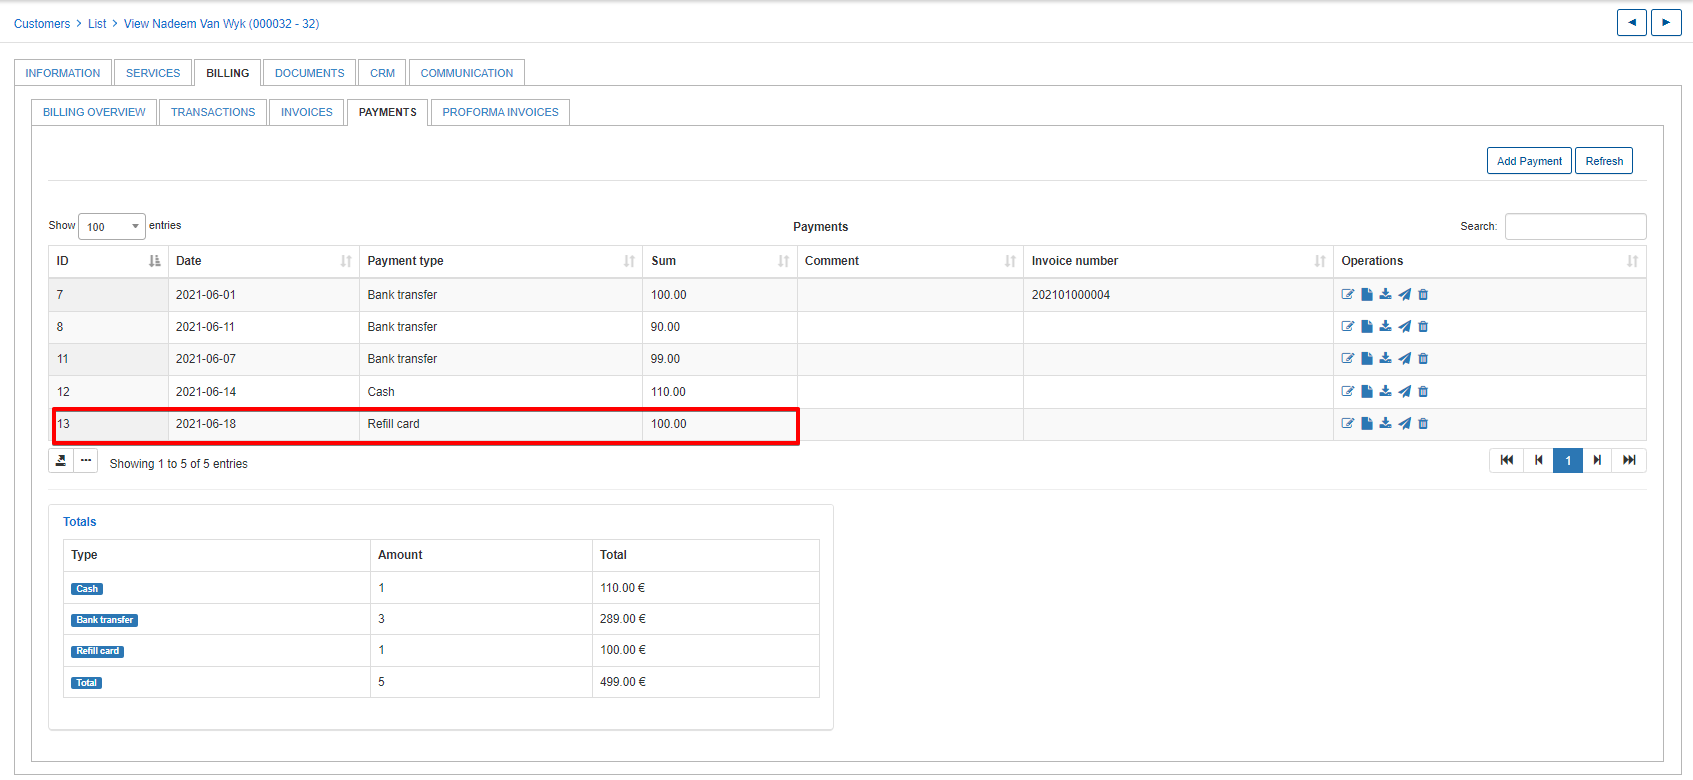 Customers > List > View Nadeem Van Wyk (000032 - 32)
INFORMATION SERVICES BILLING DOCUMENTS CRM COMMUNICATION
BILLING OVERVIEW TRANSACTIONS INVOICES PAYMENTS PROFORMA INVOICES
Add Payment Refresh
Show 100 entries Payments Search:
ID Date Payment type Sum Comment Invoice number Operations
7 2021-06-01 Bank transfer 100.00 202101000004
8 2021-06-11 Bank transfer 90.00
11 2021-06-07 Bank transfer 99.00
12 2021-06-14 Cash 110.00
13 2021-06-18 Refill card 100.00
Showing 1 to 5 of 5 entries 1
Totals
Type Amount Total
Cash 1 110.00 €
Bank transfer 3 289.00 €
Refill card 1 100.00 €
Total 5 499.00 €